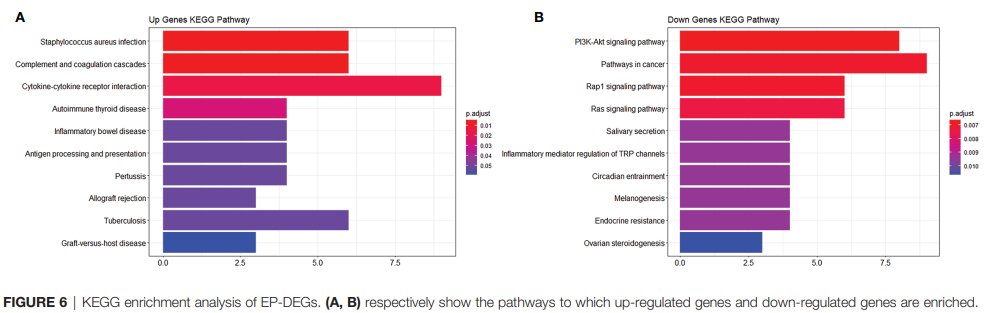 A
Up Genes KEGG Pathway
Staphylococcus aureus infection
Complement and coagulation cascades
Cytokine-cytokine receptor interaction
Autoimmune thyroid disease
Inflammatory bowel disease
Antigen processing and presentation
Pertussis
Allograft rejection
Tuberculosis
Graft-versus-host disease
0.0 2.5 5.0 7.5
p.adjust
0.01
0.02
0.03
0.04
0.05
B
Down Genes KEGG Pathway
PI3K-Akt signaling pathway
Pathways in cancer
Rap1 signaling pathway
Ras signaling pathway
Salivary secretion
Inflammatory mediator regulation of TRP channels
Circadian entrainment
Melanogenesis
Endocrine resistance
Ovarian steroidogenesis
0.0 2.5 5.0 7.5
p.adjust
0.007
0.008
0.009
0.010
FIGURE 6 | KEGG enrichment analysis of EP-DEGs. (A, B) respectively show the pathways to which up-regulated genes and down-regulated genes are enriched.